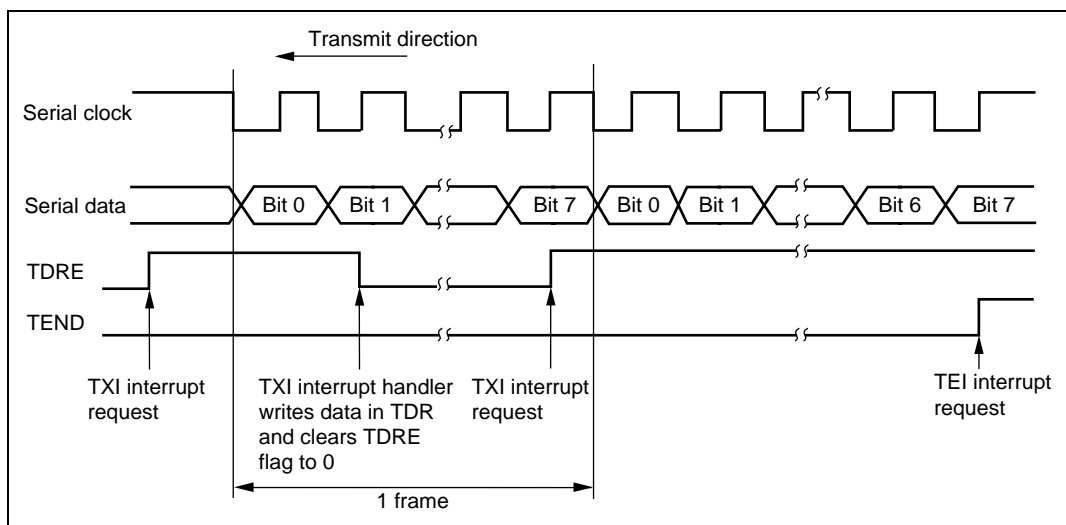 Transmit direction
Serial clock
Serial data
Bit 0
Bit 1
Bit 7
Bit 0
Bit 1
Bit 6
Bit 7
TDRE
TEND
TXI interrupt
request
TXI interrupt handler
writes data in TDR
and clears TDRE
flag to 0
TXI interrupt
request
TEI interrupt
request
1 frame